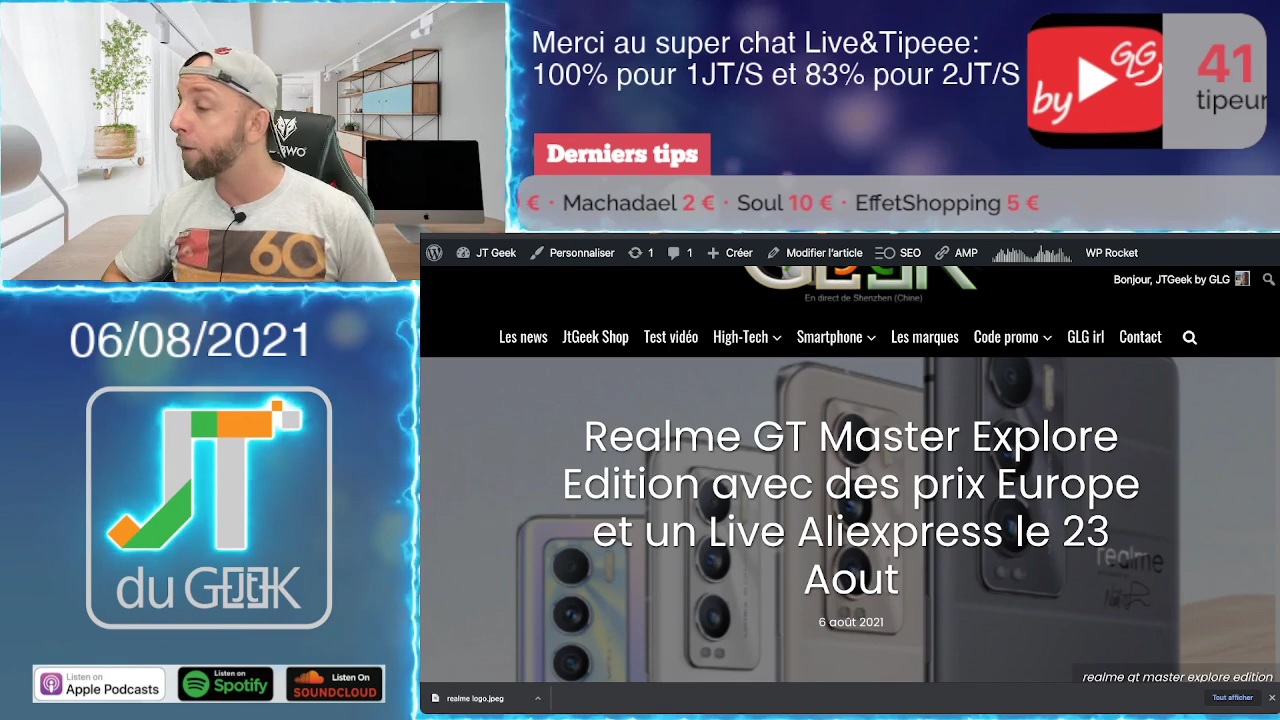 Merci au super chat Live&Tipeee:
100% pour 1JT/S et 83% pour 2JT/S
by GLG
41
tipeur
Derniers tips
€ · Machadael 2 € · Soul 10 € · EffetShopping 5 €
60
06/08/2021
JT
du GEEK
Listen on
Apple Podcasts
Listen on
Spotify
Listen On
SOUNDCLOUD
JT Geek Personnaliser 1 1 Créer Modifier l'article SEO AMP WP Rocket
En direct de Shenzhen (Chine)
Bonjour, JTGeek by GLG
Les news JtGeek Shop Test vidéo High-Tech Smartphone Les marques Code promo GLG irl Contact
Realme GT Master Explore
Edition avec des prix Europe
et un Live Aliexpress le 23
Aout
6 août 2021
realme
realme gt master explore edition
realme logo.jpeg
Tout afficher